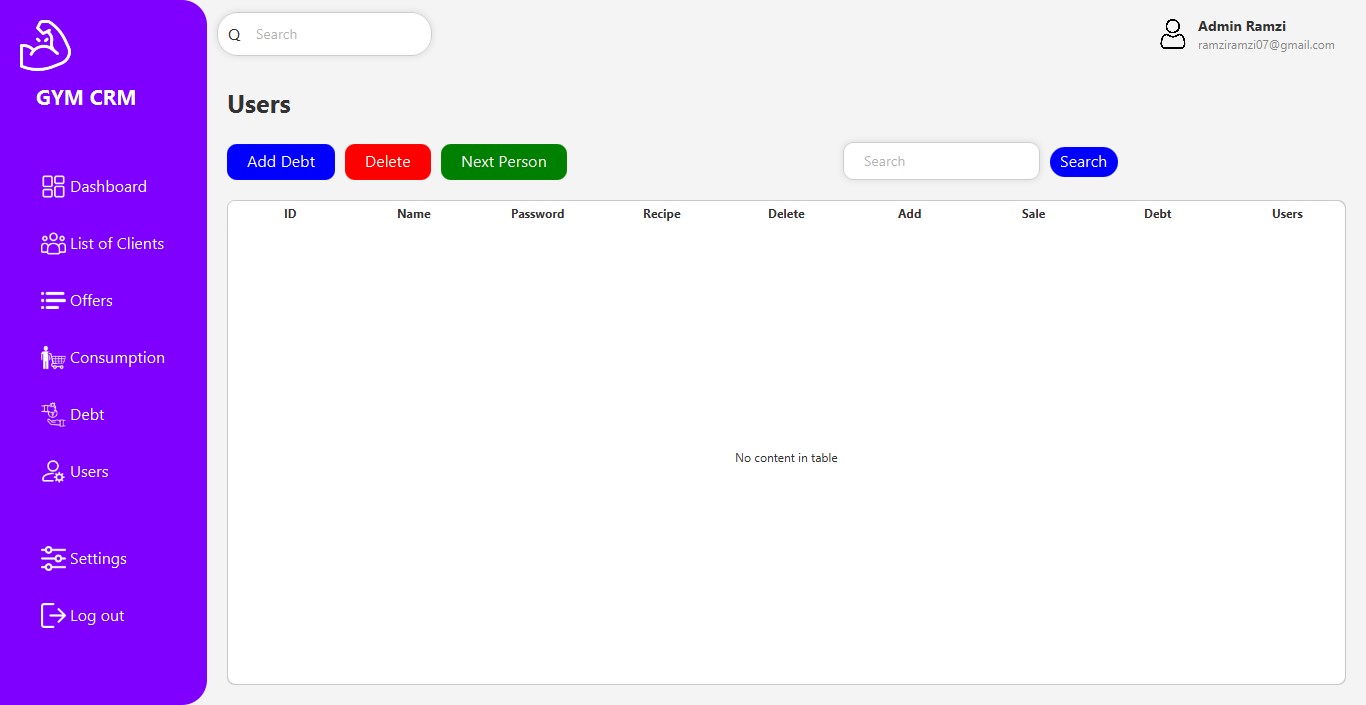 GYM CRM
Dashboard
List of Clients
Offers
Consumption
Debt
Users
Settings
Log out
Q Search
Admin Ramzi
ramziramzi07@gmail.com
Users
Add Debt Delete Next Person Search Search
ID Name Password Recipe Delete Add Sale Debt Users
No content in table